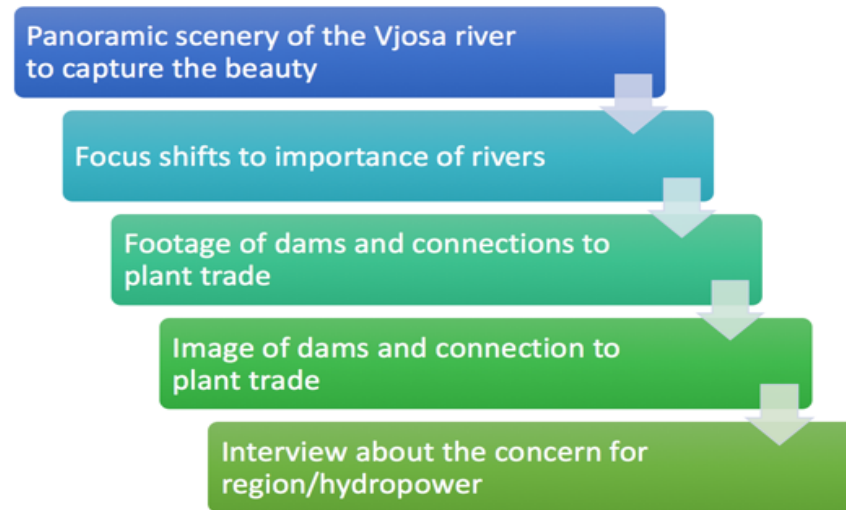 Panoramic scenery of the Vjosa river
to capture the beauty
Focus shifts to importance of rivers
Footage of dams and connections to
plant trade
Image of dams and connection to
plant trade
Interview about the concern for
region/hydropower